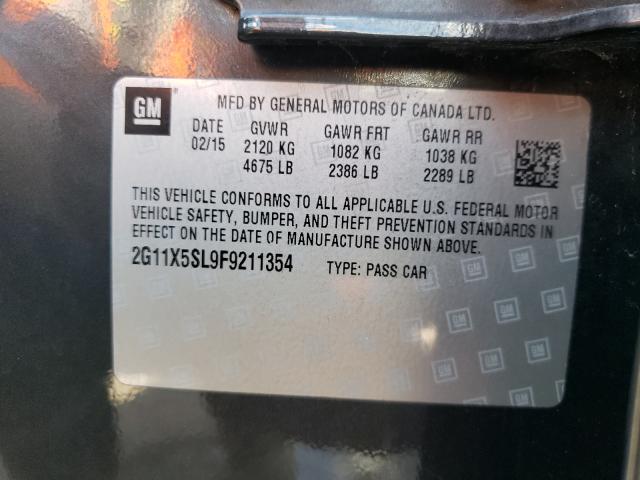 GM
MFD BY GENERAL MOTORS OF CANADA LTD.
DATE GVWR GAWR FRT GAWR RR
02/15 2120 KG 1082 KG 1038 KG
4675 LB 2386 LB 2289 LB
THIS VEHICLE CONFORMS TO ALL APPLICABLE U.S. FEDERAL MOTOR
VEHICLE SAFETY, BUMPER, AND THEFT PREVENTION STANDARDS IN
EFFECT ON THE DATE OF MANUFACTURE SHOWN ABOVE.
2G11X5SL9F9211354 TYPE: PASS CAR